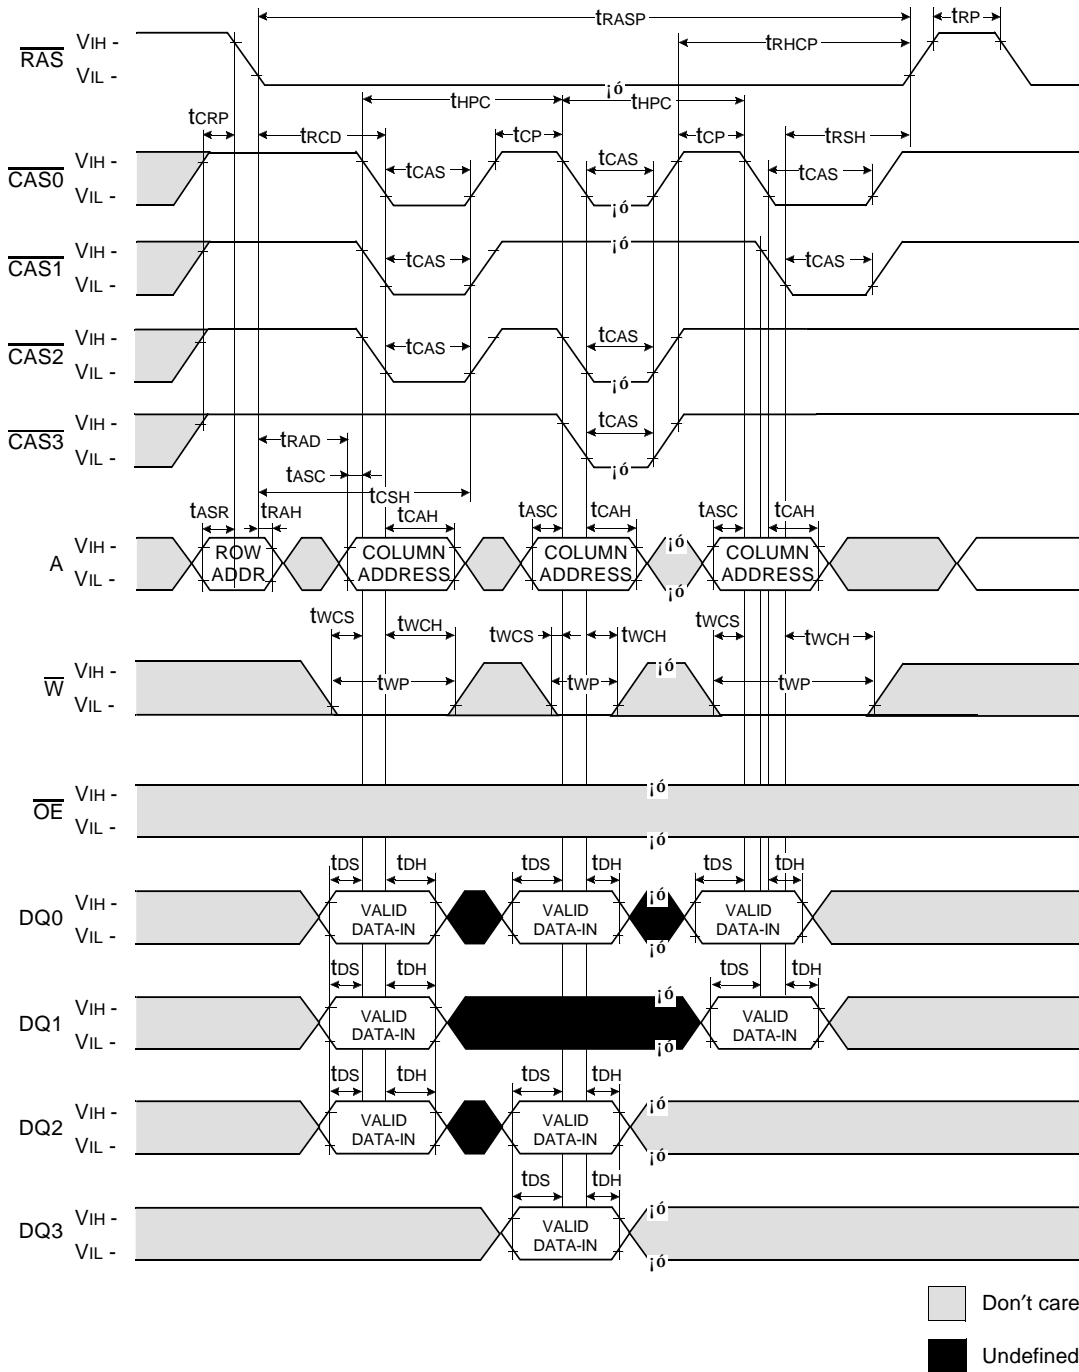 tRASP tRP
RAS VIH - tRHCP
VIL -
¡ó
tHPC tHPC
tCRP tRCD tCP tCP tRSH
CAS0 VIH -
VIL -
tCAS tCAS tCAS
¡ó
CAS1 VIH - ¡ó
VIL -
tCAS tCAS
CAS2 VIH -
VIL -
tCAS tCAS
¡ó
CAS3 VIH -
VIL -
tCAS
¡ó
tRAD
tASC
tCSH
tASR tRAH tCAH tASC tCAH tASC tCAH
A VIH - ¡ó
VIL - ¡ó
ROW COLUMN COLUMN COLUMN
ADDR ADDRESS ADDRESS ADDRESS
tWCS tWCH tWCS tWCH tWCS tWCH
W VIH - ¡ó
VIL -
tWP tWP tWP
OE VIH - ¡ó
VIL - ¡ó
tDS tDH tDS tDH tDS tDH
DQ0 VIH - ¡ó
VIL - ¡ó
VALID VALID VALID
DATA-IN DATA-IN DATA-IN
tDS tDH tDS tDH
DQ1 VIH - ¡ó
VIL - ¡ó
VALID VALID
DATA-IN DATA-IN
tDS tDH tDS tDH
DQ2 VIH - ¡ó
VIL - ¡ó
VALID VALID
DATA-IN DATA-IN
tDS tDH
DQ3 VIH - ¡ó
VIL - ¡ó
VALID
DATA-IN
Don′t care
Undefined